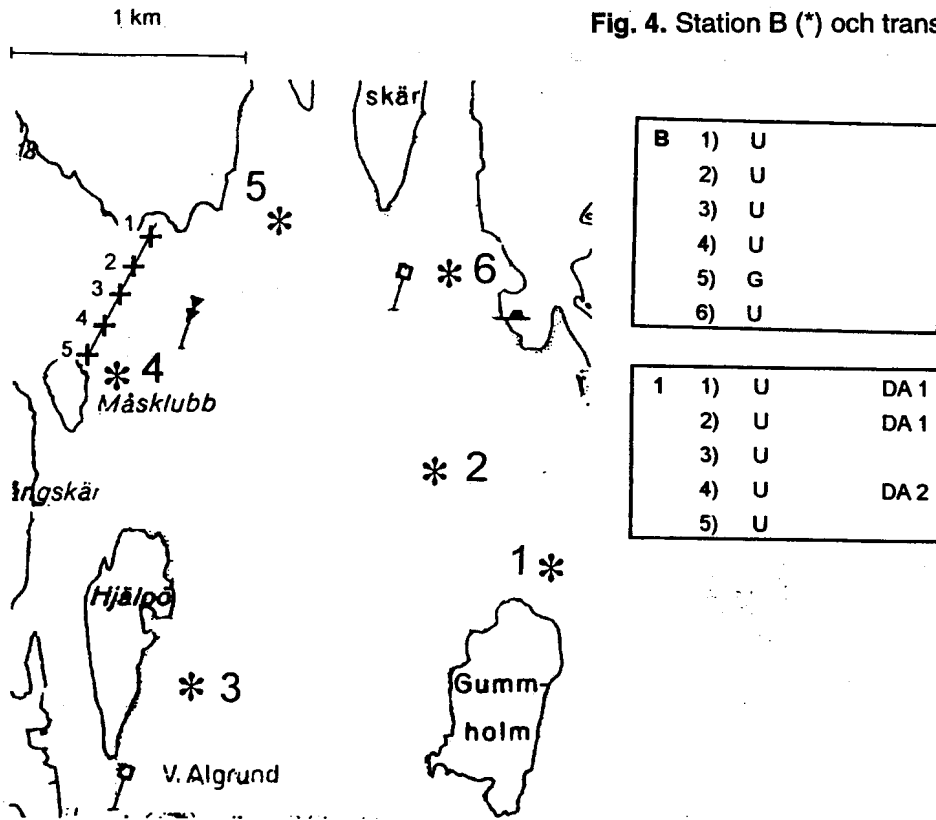 1 km
Fig. 4. Station B (*) och trans
skär
B 1) U
2) U
3) U
4) U
5) G
6) U
1 1) U DA 1
2) U DA 1
3) U
4) U DA 2
5) U
5
1
2
6
3
4
5
4
Måsklubb
2
ingskär
1
Hjälpö
3
Gumm-
holm
V. Algrund